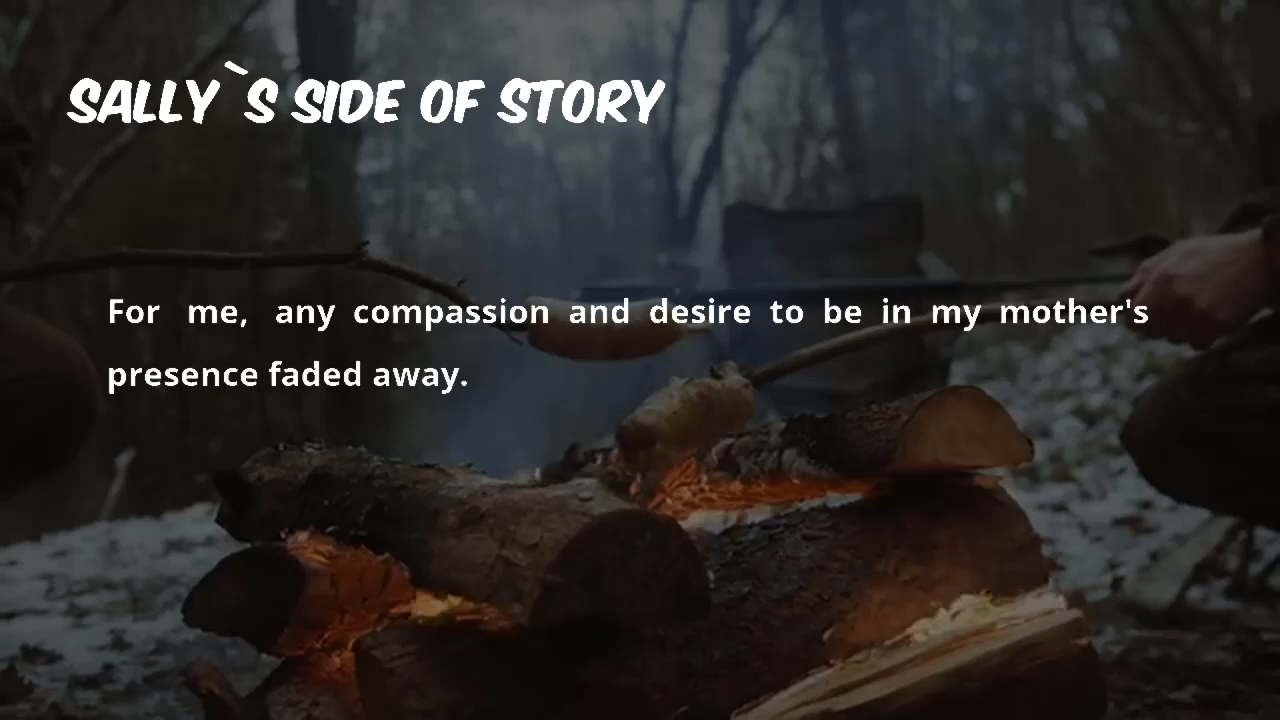 SALLY`S SIDE OF STORY
For me, any compassion and desire to be in my mother's
presence faded away.